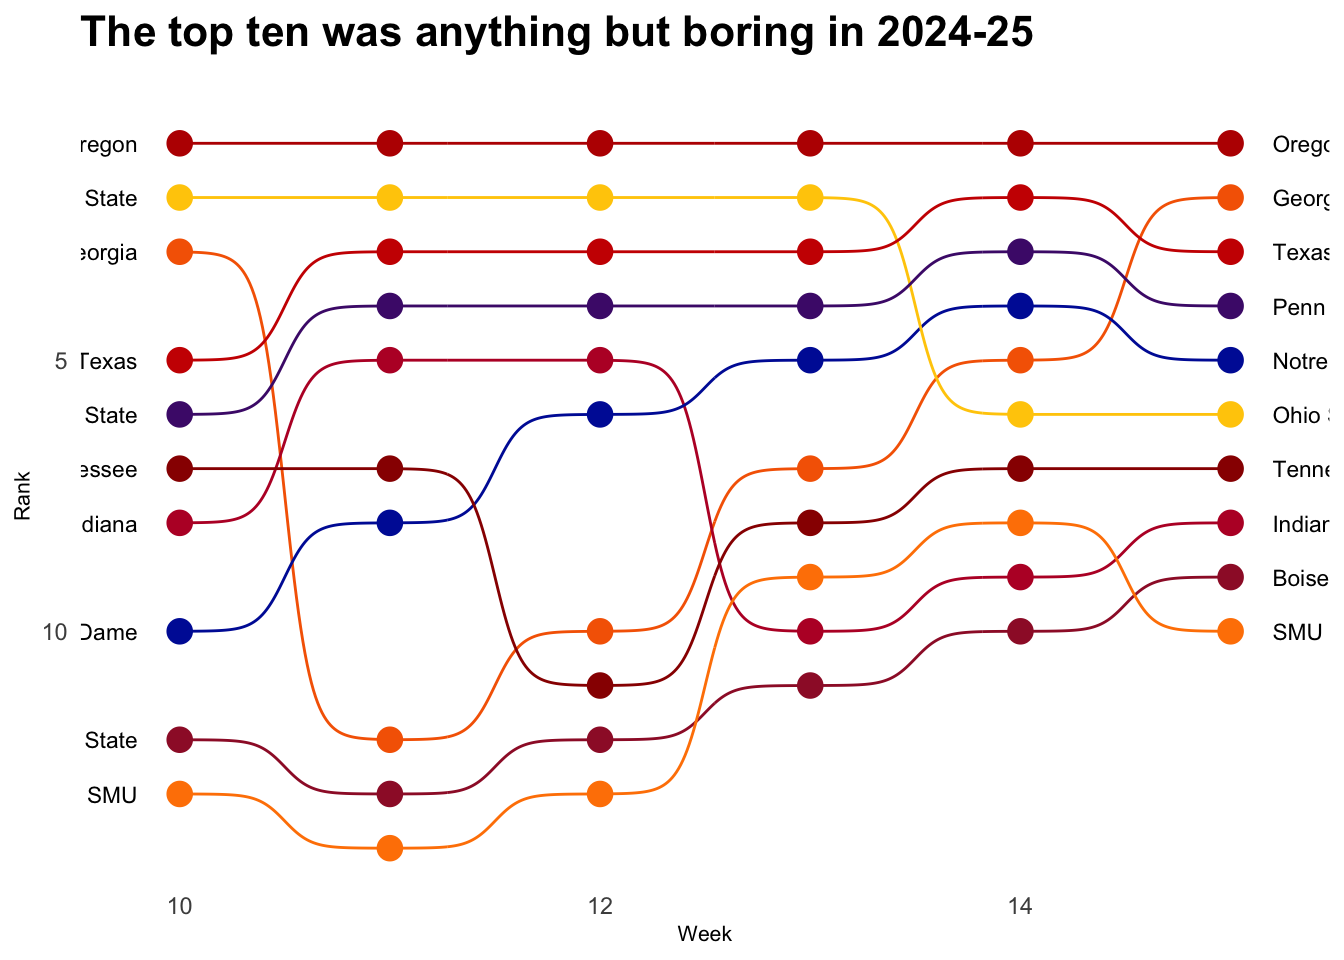 The top ten was anything but boring in 2024-25
regon
State
eorgia
5
Texas
State
essee
diana
10
Dame
State
SMU
Rank
Orego
Georg
Texas
Penn
Notre
Ohio S
Tenne
Indian
Boise
SMU
10
12
14
Week